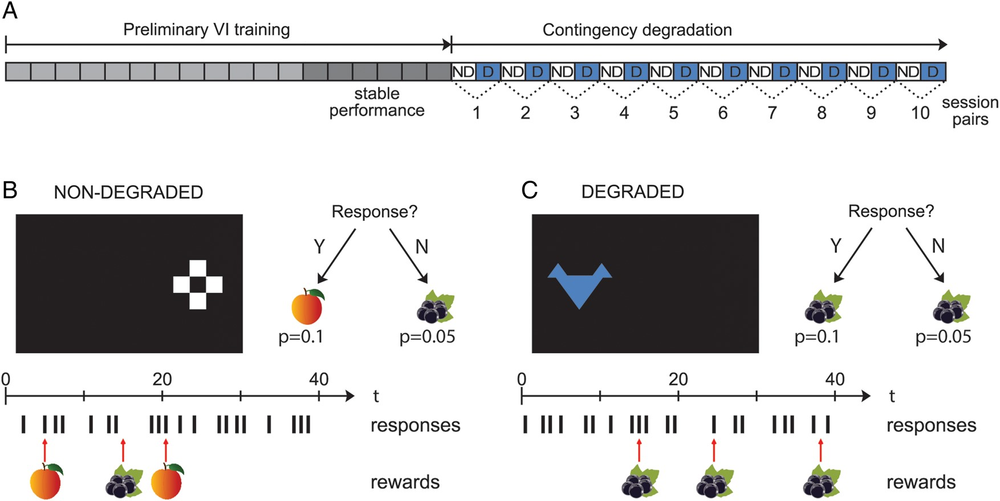 A
Preliminary VI training
Contingency degradation
ND D ND D ND D ND D ND D ND D ND D ND D ND D ND D
stable
performance
1 2 3 4 5 6 7 8 9 10
session
pairs
B
NON-DEGRADED
Response?
Y N
p=0.1 p=0.05
0 20 40
t
responses
rewards
C
DEGRADED
Response?
Y N
p=0.1 p=0.05
0 20 40
t
responses
rewards